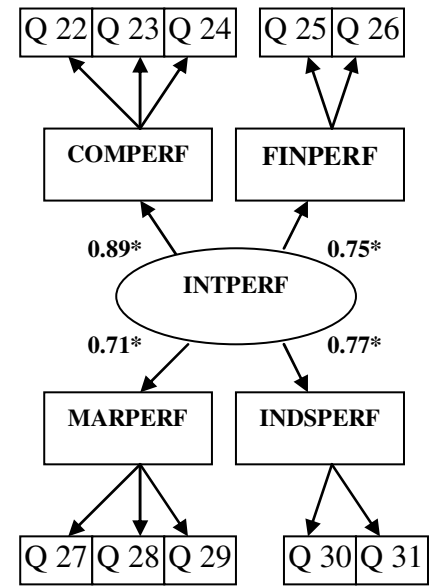 Q 22 Q 23 Q 24 Q 25 Q 26
COMPERF FINPERF
0.89* 0.75*
INTPERF
0.71* 0.77*
MARPERF INDSPERF
Q 27 Q 28 Q 29 Q 30 Q 31